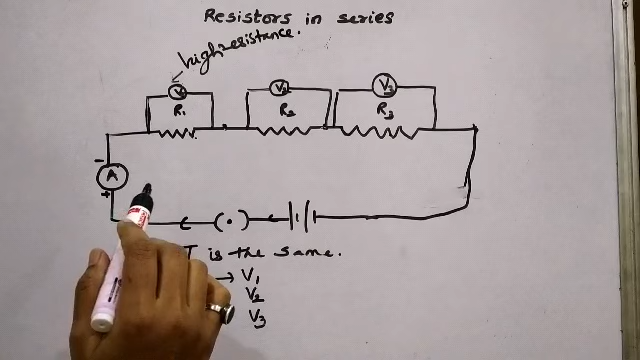 Resistors in series
high resistance.
V1 V2 V3
R1 R2 R3
-
A
+
( . )
I is the same.
→ V1
V2
V3